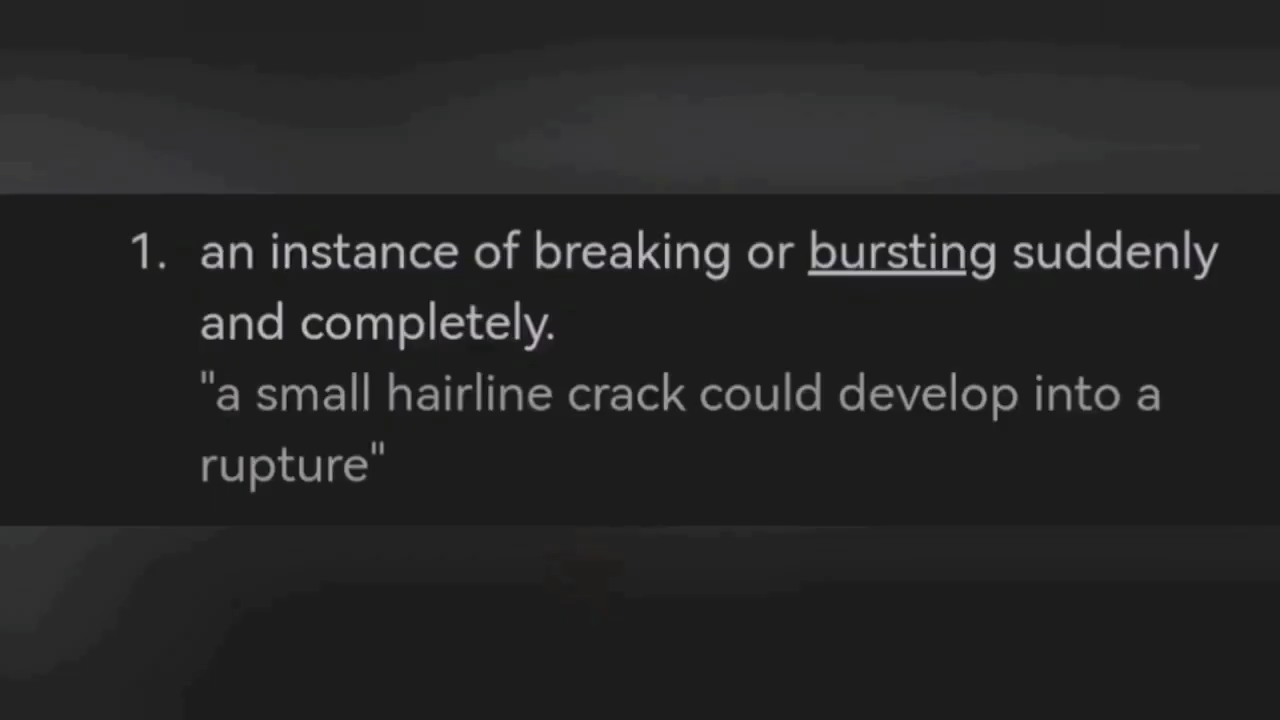 1. an instance of breaking or bursting suddenly
and completely.
"a small hairline crack could develop into a
rupture"